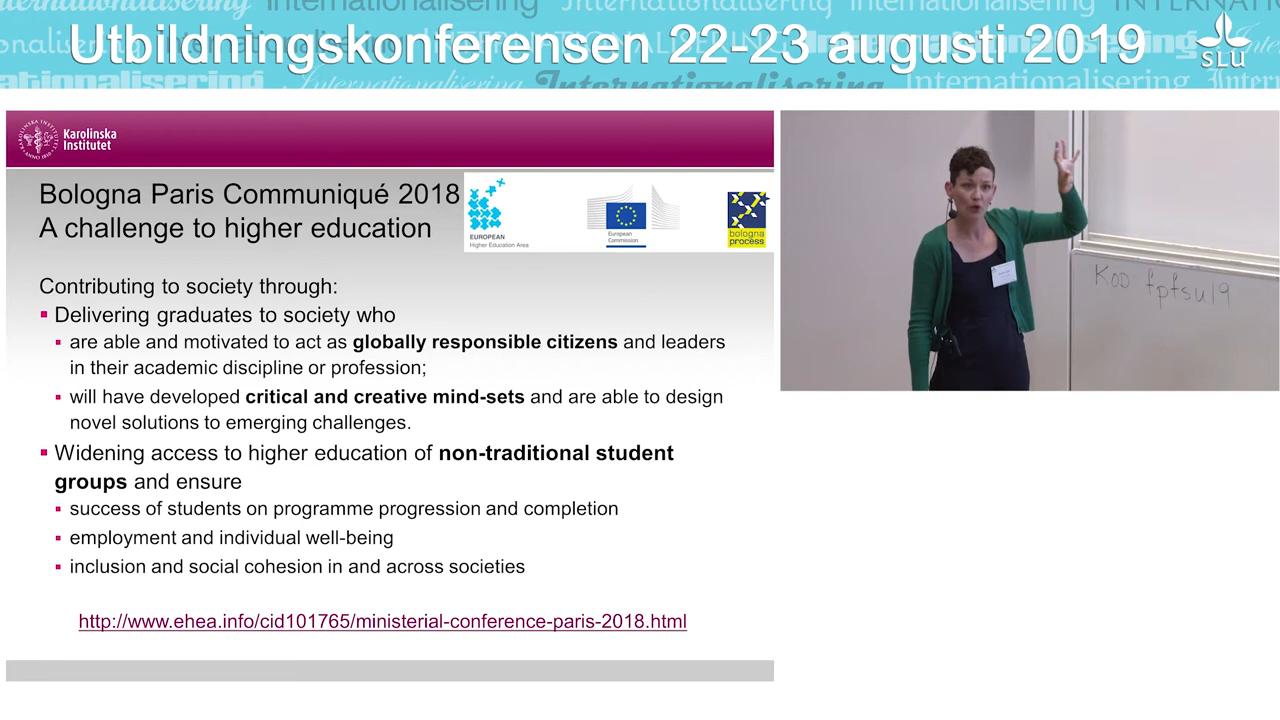 Utbildningskonferensen 22-23 augusti 2019
SLU
Karolinska
Institutet
Bologna Paris Communiqué 2018
A challenge to higher education
EUROPEAN
Higher Education Area
European
Commission
bologna
process
Contributing to society through:
Delivering graduates to society who
are able and motivated to act as globally responsible citizens and leaders
in their academic discipline or profession;
will have developed critical and creative mind-sets and are able to design
novel solutions to emerging challenges.
Widening access to higher education of non-traditional student
groups and ensure
success of students on programme progression and completion
employment and individual well-being
inclusion and social cohesion in and across societies
http://www.ehea.info/cid101765/ministerial-conference-paris-2018.html
KOD fpfsu19